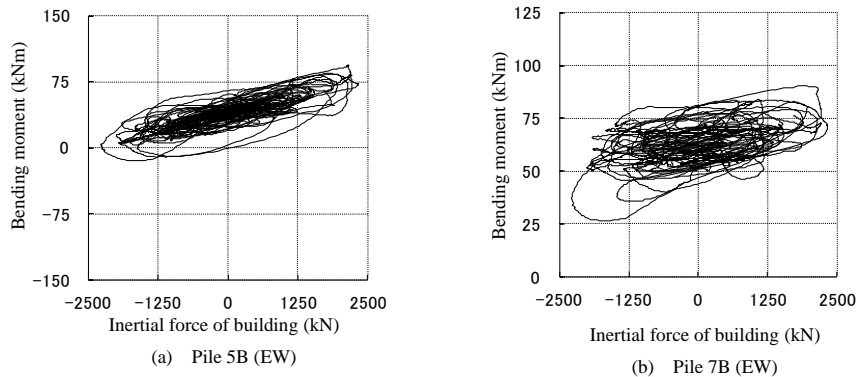 150
75
0
−75
−150
Bending moment (kNm)
−2500 −1250 0 1250 2500
Inertial force of building (kN)
(a) Pile 5B (EW)
125
100
75
50
25
0
Bending moment (kNm)
−2500 −1250 0 1250 2500
Inertial force of building (kN)
(b) Pile 7B (EW)